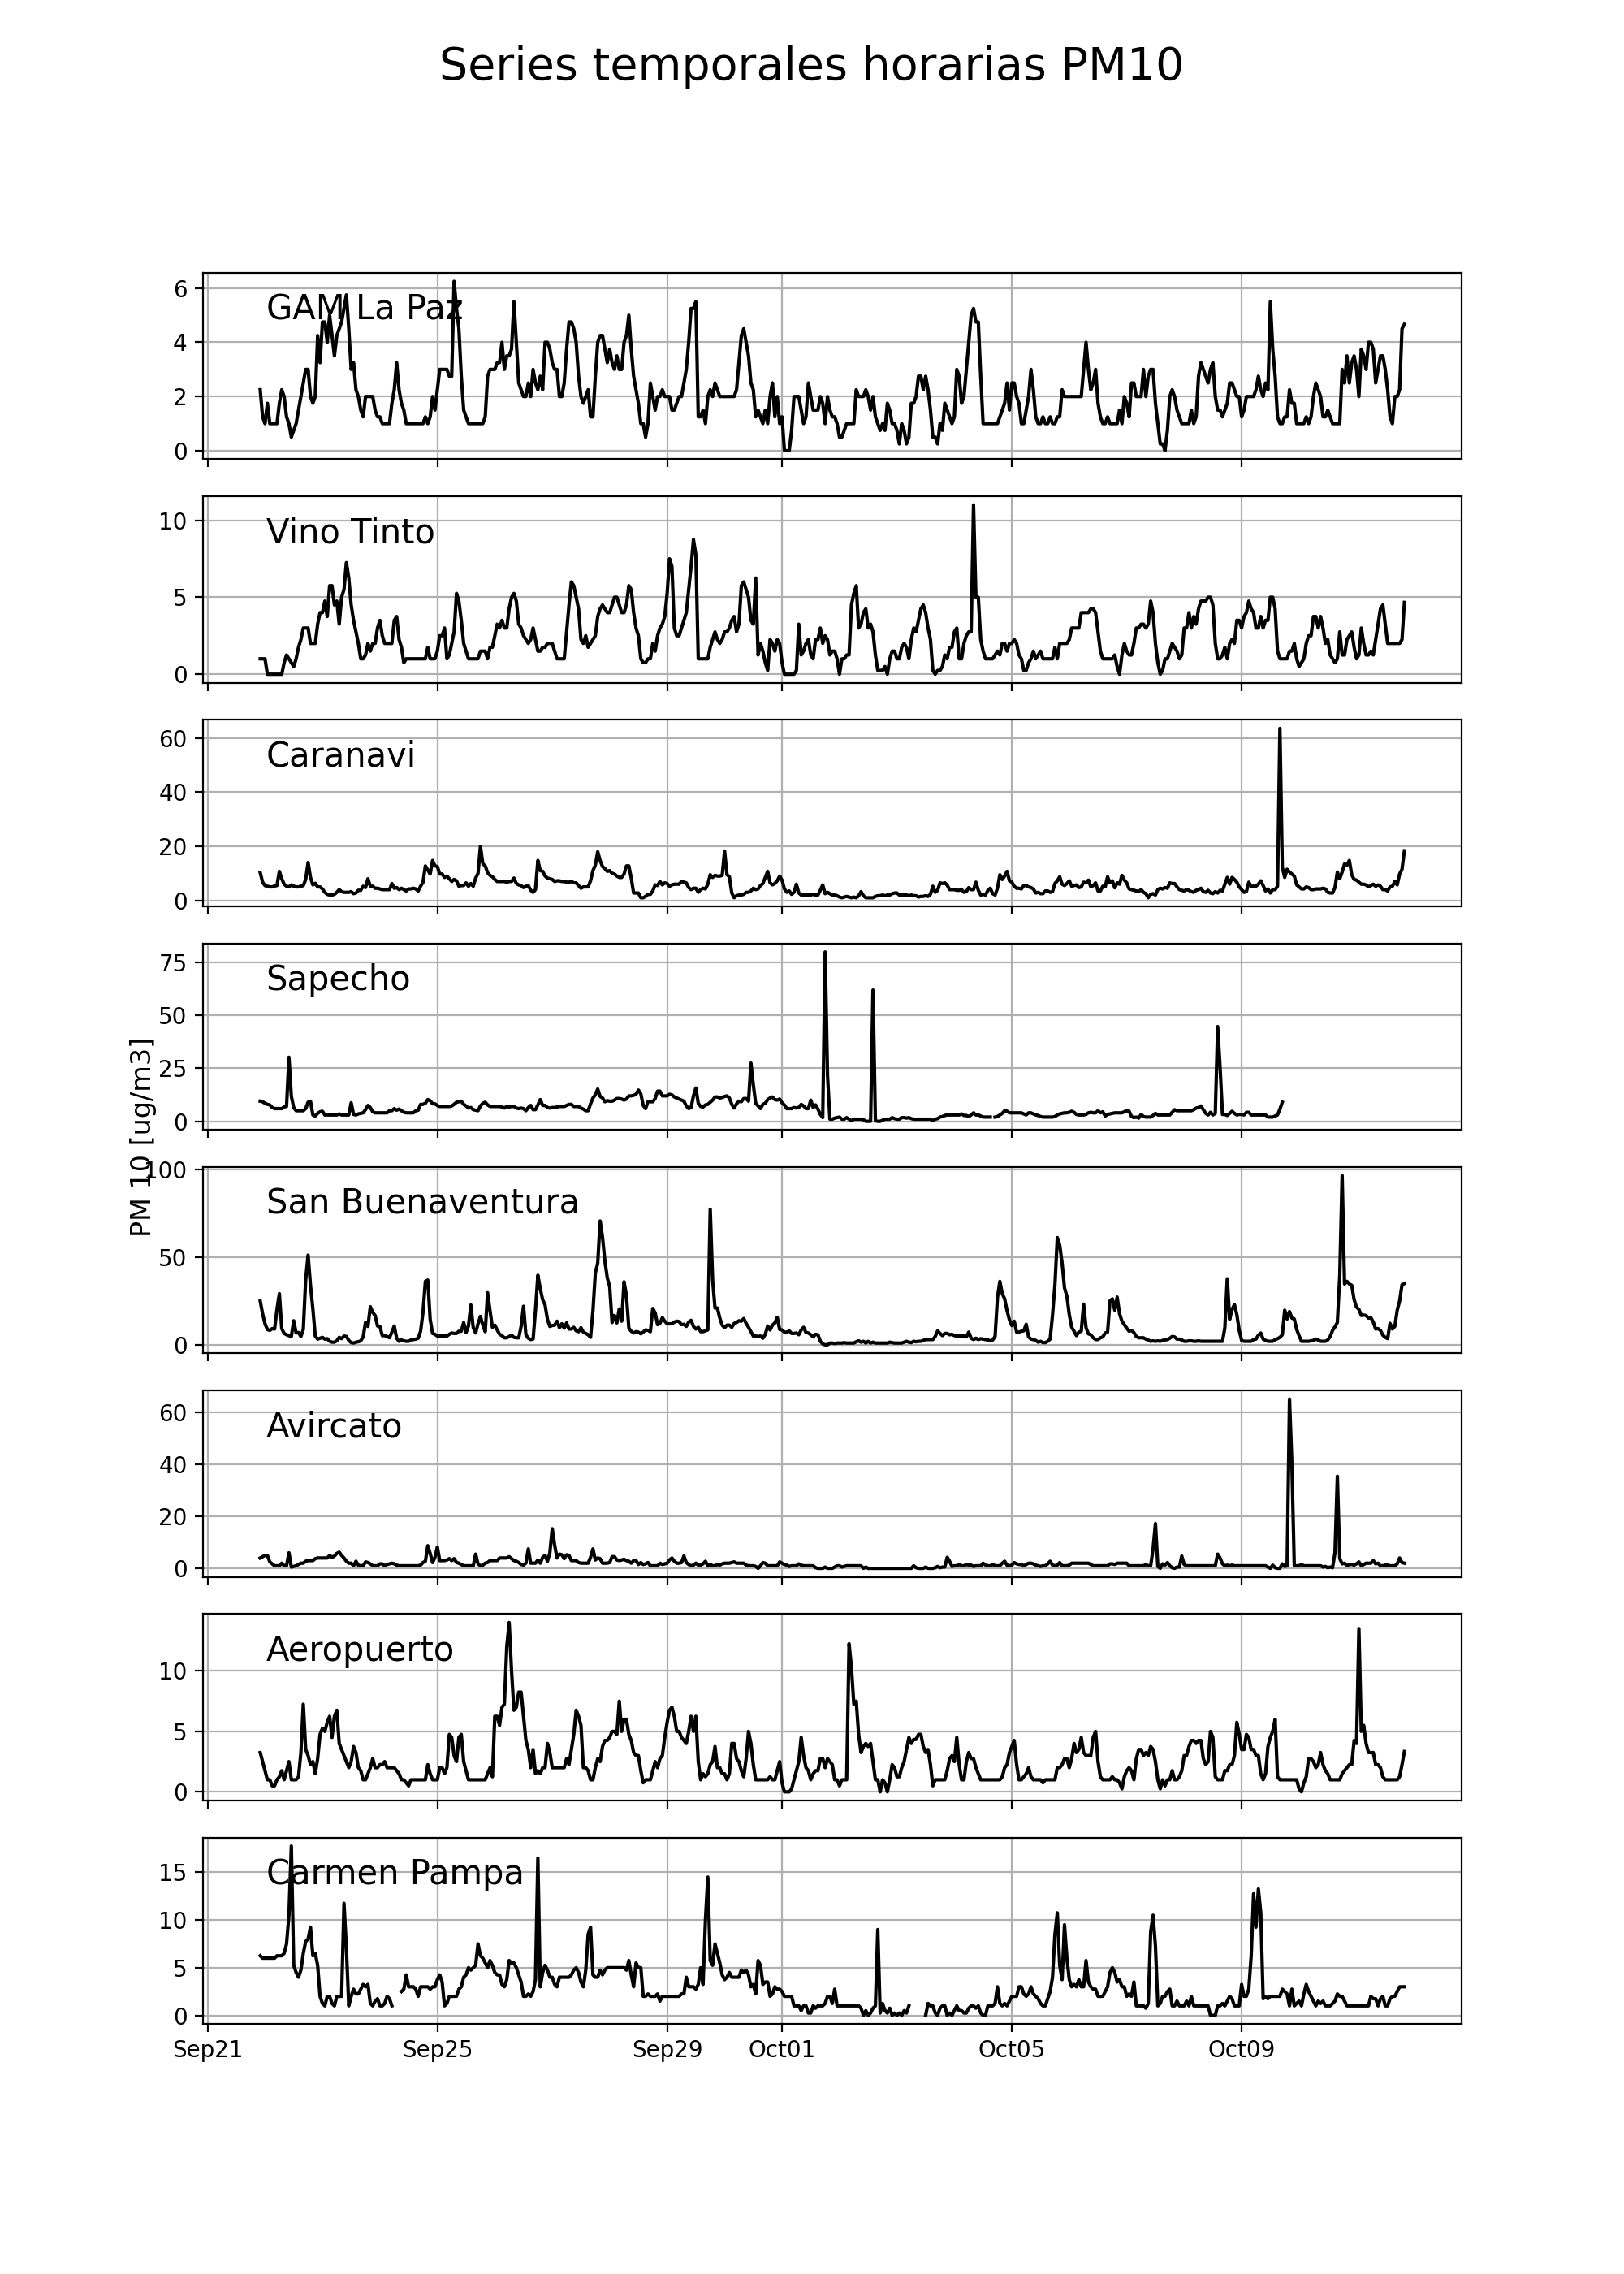 Series temporales horarias PM10
GAM La Paz
6
4
2
0
Vino Tinto
10
5
0
Caranavi
60
40
20
0
Sapecho
75
50
25
0
PM 10 [ug/m3]
San Buenaventura
100
50
0
Avircato
60
40
20
0
Aeropuerto
10
5
0
Carmen Pampa
15
10
5
0
Sep21 Sep25 Sep29 Oct01 Oct05 Oct09